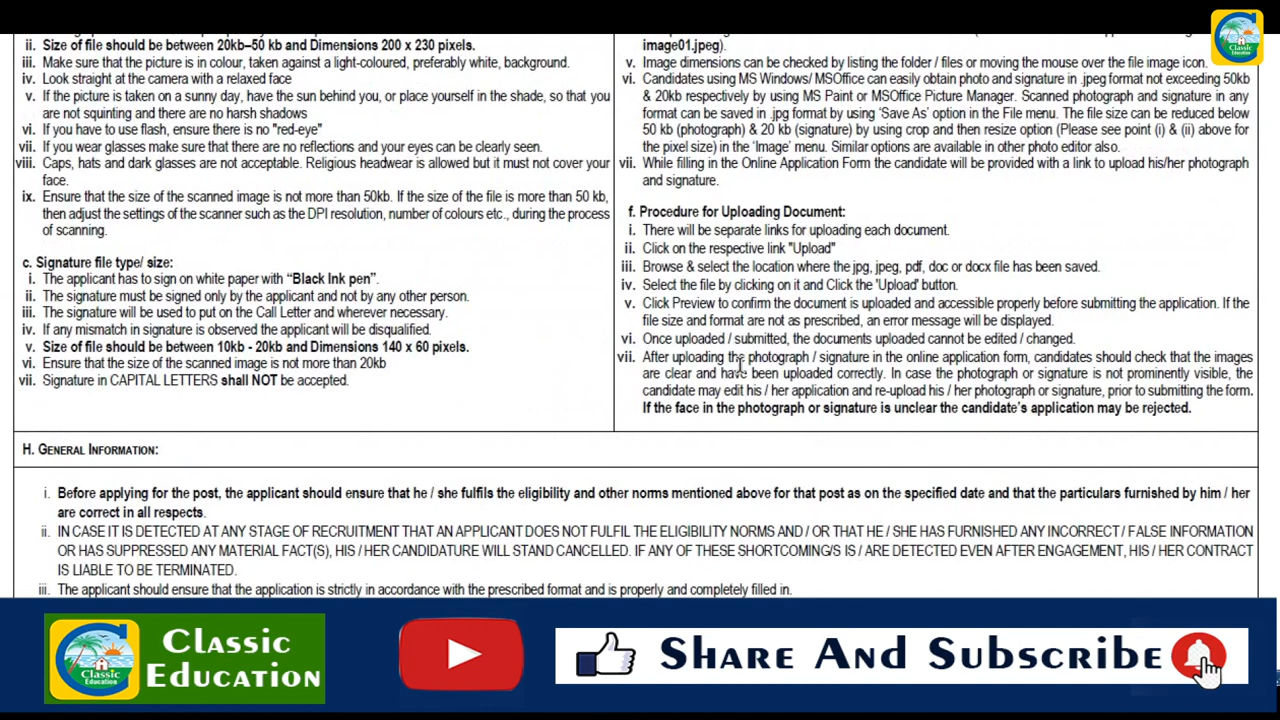 ii. Size of file should be between 20kb–50 kb and Dimensions 200 x 230 pixels.
iii. Make sure that the picture is in colour, taken against a light-coloured, preferably white, background.
iv. Look straight at the camera with a relaxed face
v. If the picture is taken on a sunny day, have the sun behind you, or place yourself in the shade, so that you
are not squinting and there are no harsh shadows
vi. If you have to use flash, ensure there is no "red-eye"
vii. If you wear glasses make sure that there are no reflections and your eyes can be clearly seen.
viii. Caps, hats and dark glasses are not acceptable. Religious headwear is allowed but it must not cover your
face.
ix. Ensure that the size of the scanned image is not more than 50kb. If the size of the file is more than 50 kb,
then adjust the settings of the scanner such as the DPI resolution, number of colours etc., during the process
of scanning.
c. Signature file type/ size:
i. The applicant has to sign on white paper with “Black Ink pen”.
ii. The signature must be signed only by the applicant and not by any other person.
iii. The signature will be used to put on the Call Letter and wherever necessary.
iv. If any mismatch in signature is observed the applicant will be disqualified.
v. Size of file should be between 10kb - 20kb and Dimensions 140 x 60 pixels.
vi. Ensure that the size of the scanned image is not more than 20kb
vii. Signature in CAPITAL LETTERS shall NOT be accepted.
image01.jpeg).
v. Image dimensions can be checked by listing the folder / files or moving the mouse over the file image icon.
vi. Candidates using MS Windows/ MSOffice can easily obtain photo and signature in .jpeg format not exceeding 50kb
& 20kb respectively by using MS Paint or MSOffice Picture Manager. Scanned photograph and signature in any
format can be saved in .jpg format by using ‘Save As’ option in the File menu. The file size can be reduced below
50 kb (photograph) & 20 kb (signature) by using crop and then resize option (Please see point (i) & (ii) above for
the pixel size) in the ‘Image’ menu. Similar options are available in other photo editor also.
vii. While filling in the Online Application Form the candidate will be provided with a link to upload his/her photograph
and signature.
f. Procedure for Uploading Document:
i. There will be separate links for uploading each document.
ii. Click on the respective link "Upload"
iii. Browse & select the location where the jpg, jpeg, pdf, doc or docx file has been saved.
iv. Select the file by clicking on it and Click the 'Upload' button.
v. Click Preview to confirm the document is uploaded and accessible properly before submitting the application. If the
file size and format are not as prescribed, an error message will be displayed.
vi. Once uploaded / submitted, the documents uploaded cannot be edited / changed.
vii. After uploading the photograph / signature in the online application form, candidates should check that the images
are clear and have been uploaded correctly. In case the photograph or signature is not prominently visible, the
candidate may edit his / her application and re-upload his / her photograph or signature, prior to submitting the form.
If the face in the photograph or signature is unclear the candidate’s application may be rejected.
H. GENERAL INFORMATION:
i. Before applying for the post, the applicant should ensure that he / she fulfils the eligibility and other norms mentioned above for that post as on the specified date and that the particulars furnished by him / her
are correct in all respects.
ii. IN CASE IT IS DETECTED AT ANY STAGE OF RECRUITMENT THAT AN APPLICANT DOES NOT FULFIL THE ELIGIBILITY NORMS AND / OR THAT HE / SHE HAS FURNISHED ANY INCORRECT / FALSE INFORMATION
OR HAS SUPPRESSED ANY MATERIAL FACT(S), HIS / HER CANDIDATURE WILL STAND CANCELLED. IF ANY OF THESE SHORTCOMING/S IS / ARE DETECTED EVEN AFTER ENGAGEMENT, HIS / HER CONTRACT
IS LIABLE TO BE TERMINATED.
iii. The applicant should ensure that the application is strictly in accordance with the prescribed format and is properly and completely filled in.
Classic
Education
Classic
Education
CLASSIC
EDUCATION
SHARE AND SUBSCRIBE